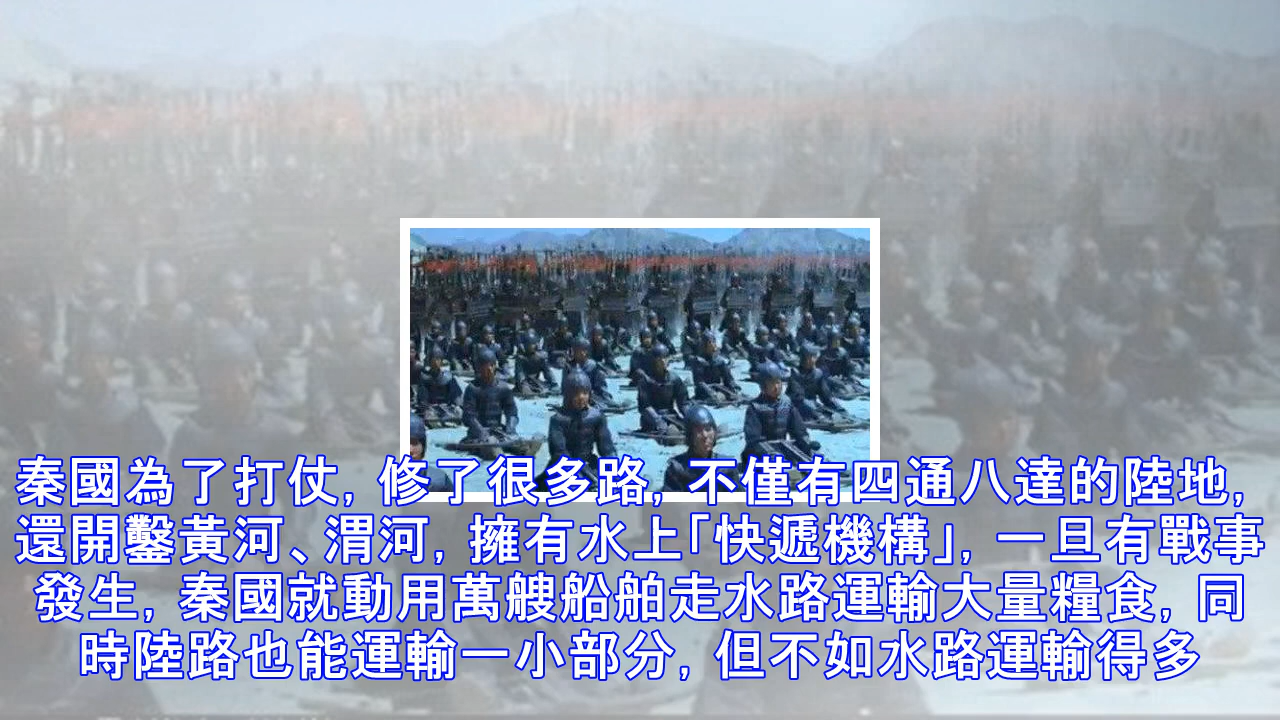 秦國為了打仗, 修了很多路, 不僅有四通八達的陸地,
還開鑿黃河、渭河, 擁有水上「快遞機構」, 一旦有戰事
發生, 秦國就動用萬艘船舶走水路運輸大量糧食, 同
時陸路也能運輸一小部分, 但不如水路運輸得多